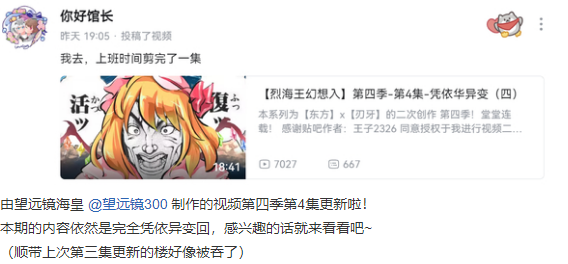 你好馆长
昨天 19:05 · 投稿了视频
我去，上班时间剪完了一集
【烈海王幻想入】第四季-第4集-凭依华异变（四）
本系列为【东方】x【刃牙】的二次创作 第四季！堂堂连
载！ 感谢贴吧作者：王子2326 同意授权于我进行视频二...
活かつッ
復ふっ
18:41
7027
667
由望远镜海皇 @望远镜300 制作的视频第四季第4集更新啦！
本期的内容依然是完全凭依异变回，感兴趣的话就来看看吧~
（顺带上次第三集更新的楼好像被吞了）